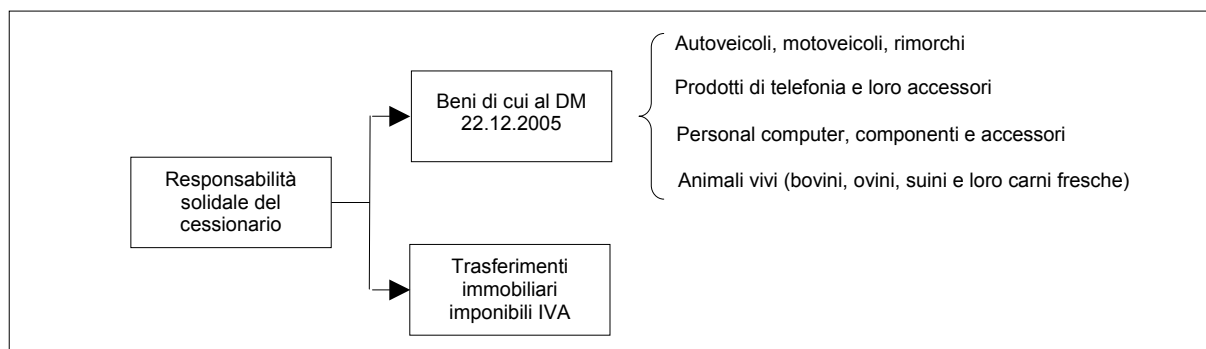 Responsabilità
solidale del
cessionario
Beni di cui al DM
22.12.2005
Autoveicoli, motoveicoli, rimorchi
Prodotti di telefonia e loro accessori
Personal computer, componenti e accessori
Animali vivi (bovini, ovini, suini e loro carni fresche)
Trasferimenti
immobiliari
imponibili IVA